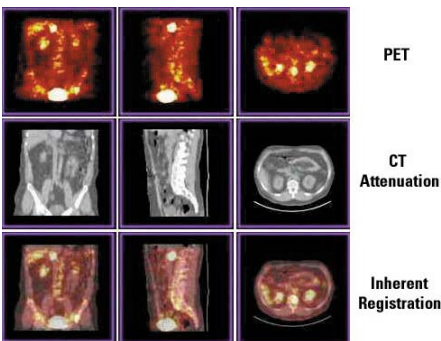 PET
CT
Attenuation
Inherent
Registration